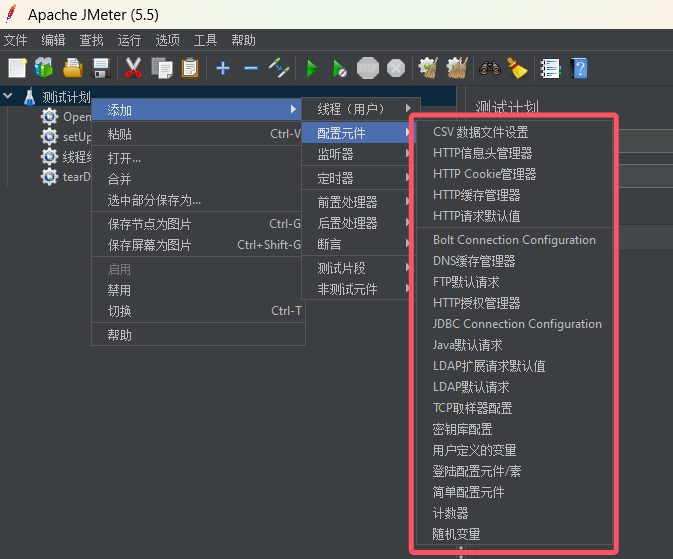 Apache JMeter (5.5)
文件 编辑 查找 运行 选项 工具 帮助
测试计划
Open
setUp
线程组
tearD
添加
粘贴 Ctrl-V
打开...
合并
选中部分保存为...
保存节点为图片 Ctrl-G
保存屏幕为图片 Ctrl+Shift-G
启用
禁用
切换 Ctrl-T
帮助
线程（用户）
配置元件
监听器
定时器
前置处理器
后置处理器
断言
测试片段
非测试元件
测试计划
CSV 数据文件设置
HTTP信息头管理器
HTTP Cookie管理器
HTTP缓存管理器
HTTP请求默认值
Bolt Connection Configuration
DNS缓存管理器
FTP默认请求
HTTP授权管理器
JDBC Connection Configuration
Java默认请求
LDAP扩展请求默认值
LDAP默认请求
TCP取样器配置
密钥库配置
用户定义的变量
登陆配置元件/素
简单配置元件
计数器
随机变量